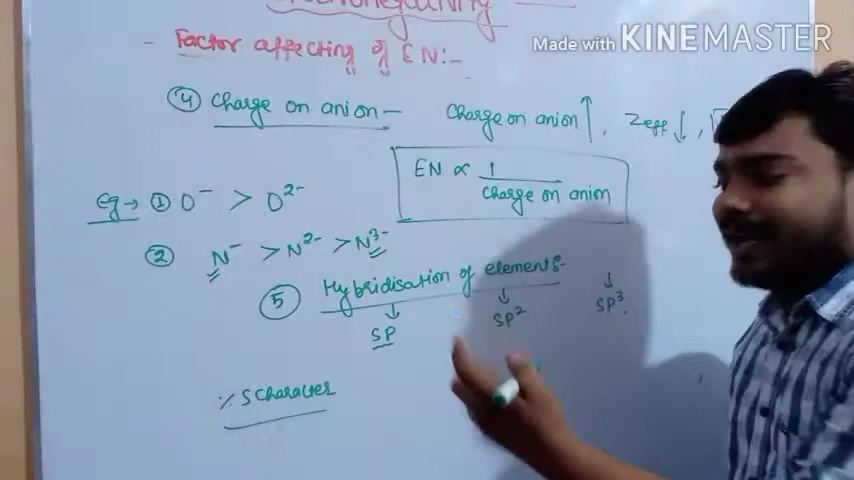 Electronegativity
Made with KINEMASTER
- Factor affecting of EN:-
④ Charge on anion - Charge on anion ↑, Zeff ↓,
EN ∝ 1/Charge on anion
Eg → ① O⁻ > O²⁻
② N⁻ > N²⁻ > N³⁻
⑤ Hybridisation of elements-
↓ ↓ ↓
SP SP² SP³.
% S Character